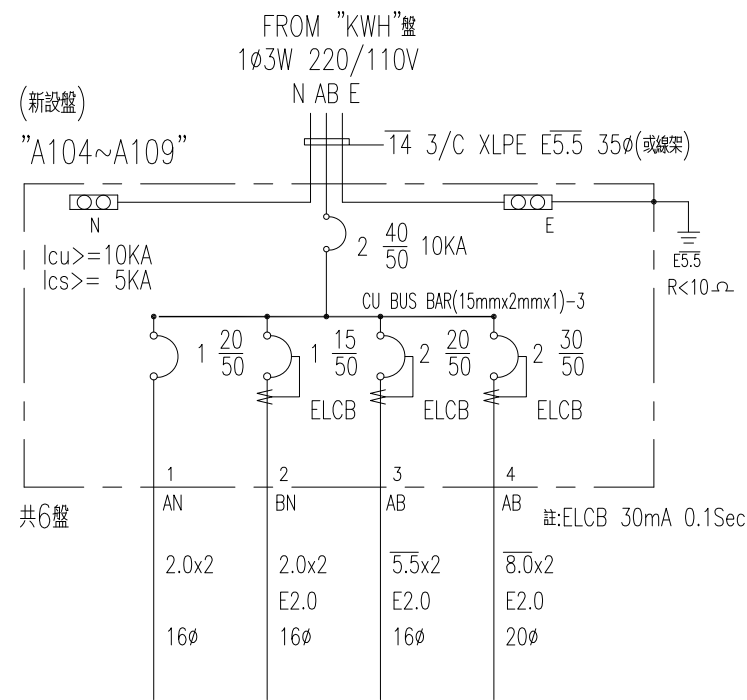 FROM "KWH"盤
1ø3W 220/110V
N AB E
(新設盤)
"A104~A109"
14 3/C XLPE E5.5 35ø(或線架)
N
E
Icu>=10KA
Ics>= 5KA
2 40/50 10KA
E5.5
R<10Ω
CU BUS BAR(15mmx2mmx1)-3
1 20/50
1 15/50
2 20/50
2 30/50
ELCB ELCB ELCB
1 2 3 4
AN BN AB AB
共6盤
註:ELCB 30mA 0.1Sec
2.0x2 2.0x2 5.5x2 8.0x2
E2.0 E2.0 E2.0
16ø 16ø 16ø 20ø